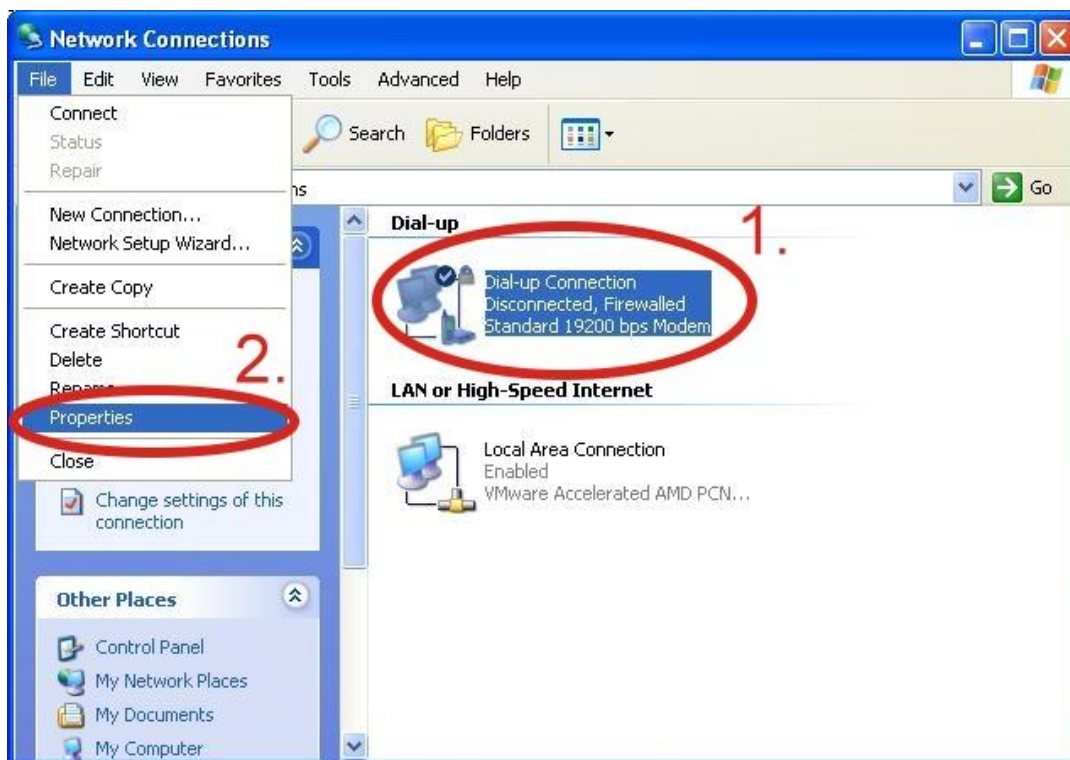 Network Connections
File Edit View Favorites Tools Advanced Help
Connect
Status
Repair
New Connection...
Network Setup Wizard...
Create Copy
Create Shortcut
Delete
Rename
Properties
Close
Search Folders
Go
Dial-up
1.
Dial-up Connection
Disconnected, Firewalled
Standard 19200 bps Modem
2.
LAN or High-Speed Internet
Local Area Connection
Enabled
VMware Accelerated AMD PCN...
Change settings of this
connection
Other Places
Control Panel
My Network Places
My Documents
My Computer